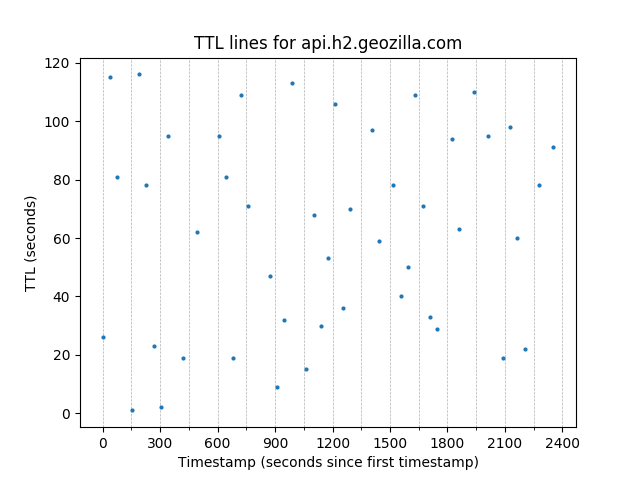 TTL lines for api.h2.geozilla.com
TTL (seconds)
120
100
80
60
40
20
0
0 300 600 900 1200 1500 1800 2100 2400
Timestamp (seconds since first timestamp)